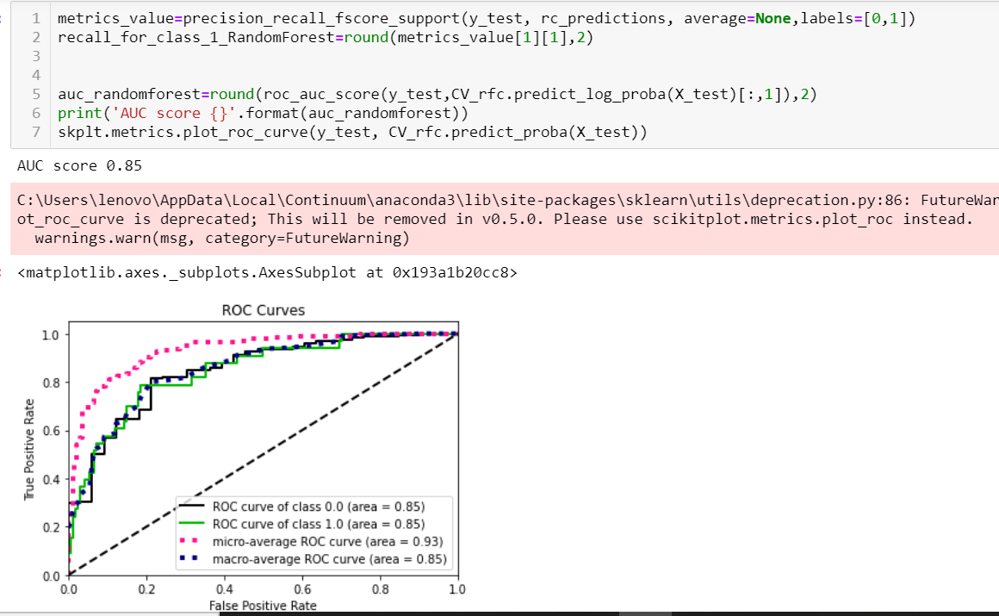 1 metrics_value=precision_recall_fscore_support(y_test, rc_predictions, average=None,labels=[0,1])
2 recall_for_class_1_RandomForest=round(metrics_value[1][1],2)
3
4
5 auc_randomforest=round(roc_auc_score(y_test,CV_rfc.predict_log_proba(X_test)[:,1]),2)
6 print('AUC score {}'.format(auc_randomforest))
7 skplt.metrics.plot_roc_curve(y_test, CV_rfc.predict_proba(X_test))
AUC score 0.85
C:\Users\lenovo\AppData\Local\Continuum\anaconda3\lib\site-packages\sklearn\utils\deprecation.py:86: FutureWar
ot_roc_curve is deprecated; This will be removed in v0.5.0. Please use scikitplot.metrics.plot_roc instead.
warnings.warn(msg, category=FutureWarning)
<matplotlib.axes._subplots.AxesSubplot at 0x193a1b20cc8>
ROC Curves
1.0
0.8
0.6
0.4
0.2
0.0
True Positive Rate
ROC curve of class 0.0 (area = 0.85)
ROC curve of class 1.0 (area = 0.85)
micro-average ROC curve (area = 0.93)
macro-average ROC curve (area = 0.85)
0.0 0.2 0.4 0.6 0.8 1.0
False Positive Rate